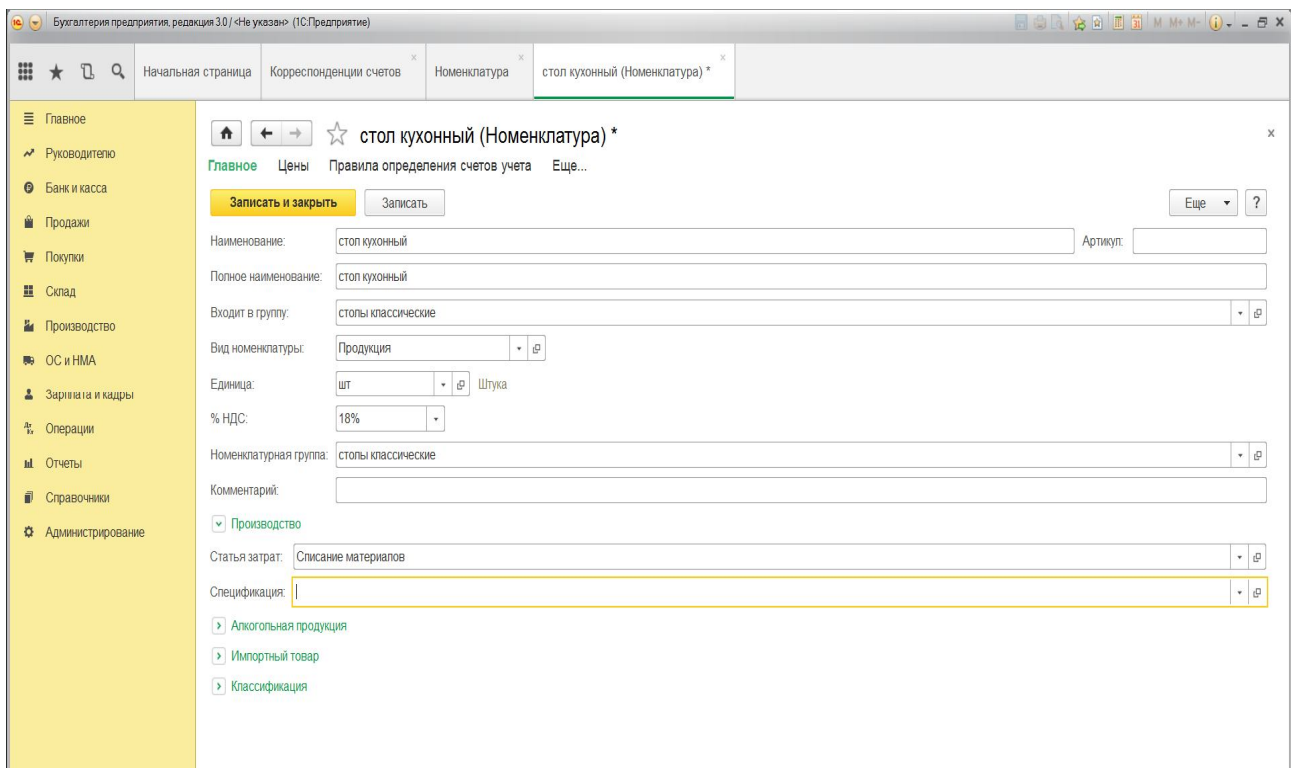 Бухгалтерия предприятия, редакция 3.0 / <Не указан> (1С:Предприятие) M M+ M-
Начальная страница Корреспонденции счетов Номенклатура стол кухонный (Номенклатура) *
Главное
Руководителю
Банк и касса
Продажи
Покупки
Склад
Производство
ОС и НМА
Зарплата и кадры
Операции
Отчеты
Справочники
Администрирование
стол кухонный (Номенклатура) *
Главное Цены Правила определения счетов учета Еще...
Записать и закрыть Записать Еще ?
Наименование: стол кухонный Артикул:
Полное наименование: стол кухонный
Входит в группу: столы классические
Вид номенклатуры: Продукция
Единица: шт Штука
% НДС: 18%
Номенклатурная группа: столы классические
Комментарий:
Производство
Статья затрат: Списание материалов
Спецификация:
Алкогольная продукция
Импортный товар
Классификация